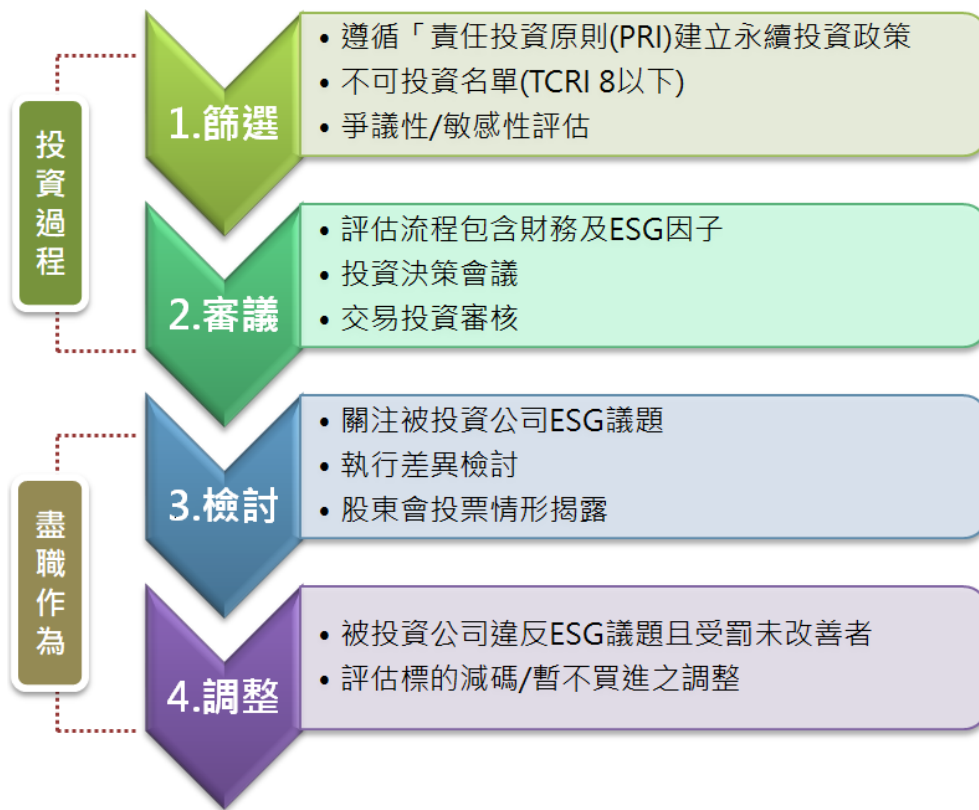 投資過程
1.篩選
• 遵循「責任投資原則(PRI)建立永續投資政策
• 不可投資名單(TCRI 8以下)
• 爭議性/敏感性評估
2.審議
• 評估流程包含財務及ESG因子
• 投資決策會議
• 交易投資審核
盡職作為
3.檢討
• 關注被投資公司ESG議題
• 執行差異檢討
• 股東會投票情形揭露
4.調整
• 被投資公司違反ESG議題且受罰未改善者
• 評估標的減碼/暫不買進之調整